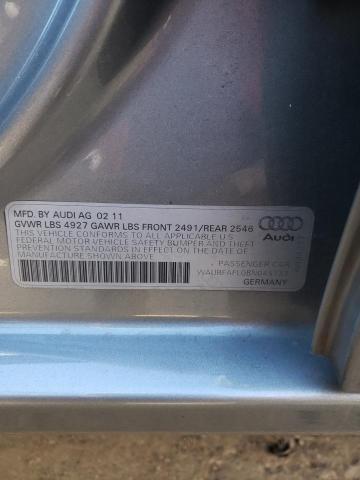 MFD. BY AUDI AG 02 11
GVWR LBS 4927 GAWR LBS FRONT 2491/REAR 2546
THIS VEHICLE CONFORMS TO ALL APPLICABLE U.S.
FEDERAL MOTOR VEHICLE SAFETY BUMPER AND THEFT
PREVENTION STANDARDS IN EFFECT ON THE DATE OF
MANUFACTURE SHOWN ABOVE.
Audi
PASSENGER CAR
GERMANY